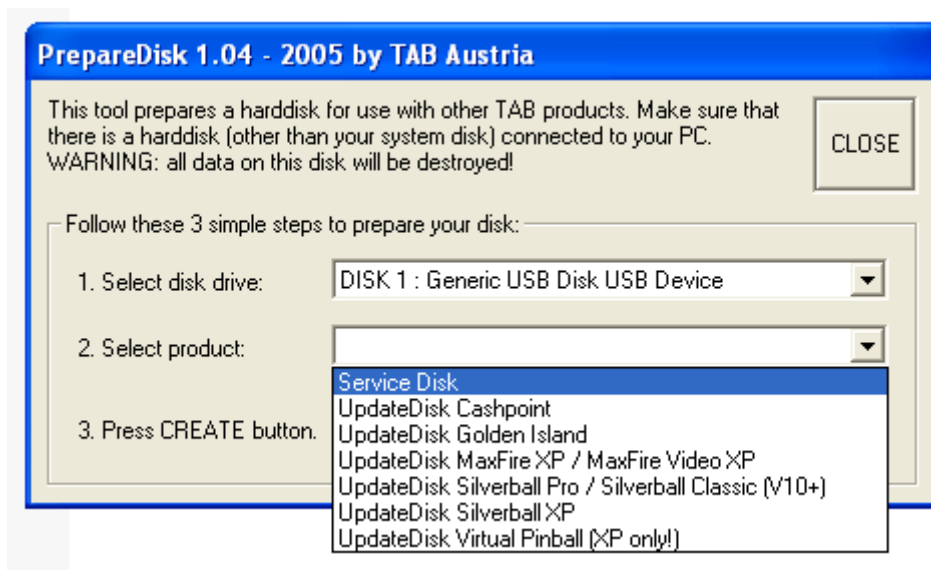 PrepareDisk 1.04 - 2005 by TAB Austria
This tool prepares a harddisk for use with other TAB products. Make sure that
there is a harddisk (other than your system disk) connected to your PC.
WARNING: all data on this disk will be destroyed!
CLOSE
Follow these 3 simple steps to prepare your disk:
1. Select disk drive:
DISK 1 : Generic USB Disk USB Device
2. Select product:
Service Disk
UpdateDisk Cashpoint
UpdateDisk Golden Island
UpdateDisk MaxFire XP / MaxFire Video XP
UpdateDisk Silverball Pro / Silverball Classic (V10+)
UpdateDisk Silverball XP
UpdateDisk Virtual Pinball (XP only!)
3. Press CREATE button.